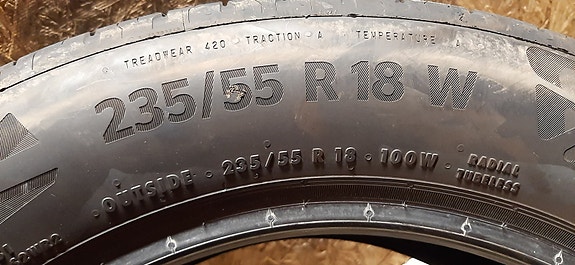 TREADWEAR 420 TRACTION A TEMPERATURE A
235/55 R 18 W
OUTSIDE · 235/55 R 18 · 100W · RADIAL
TUBELESS